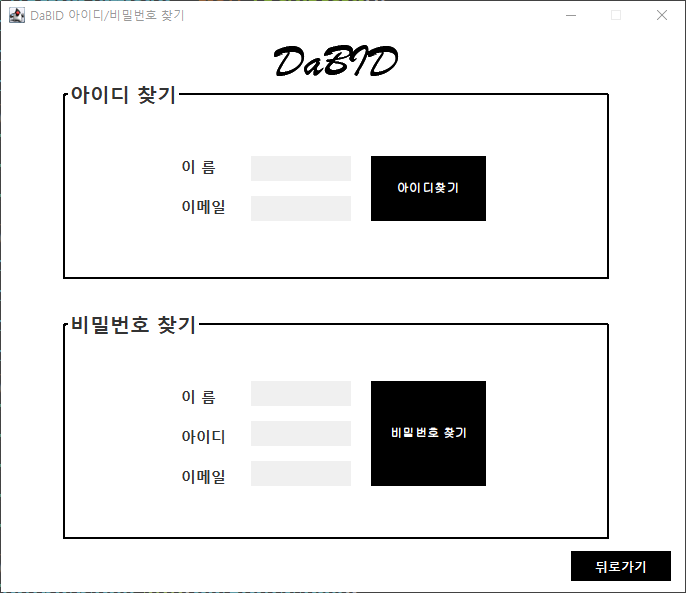 DaBID 아이디/비밀번호 찾기
DaBID
아이디 찾기
이 름
이메일
아이디찾기
비밀번호 찾기
이 름
아이디
이메일
비밀번호 찾기
뒤로가기